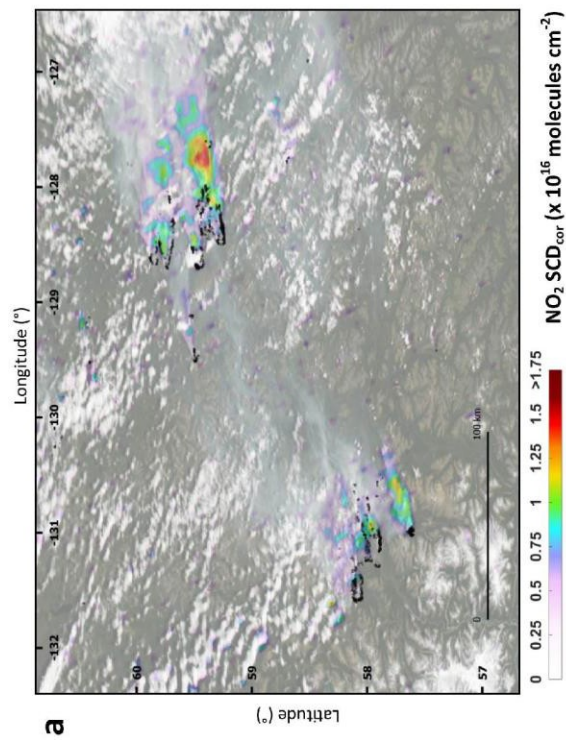 a
Longitude (°)
-132 -131 -130 -129 -128 -127
Latitude (°)
60
59
58
57
0 100 km
0 0.25 0.5 0.75 1 1.25 1.5 >1.75
NO₂ SCDcor (x 10¹⁶ molecules cm⁻²)